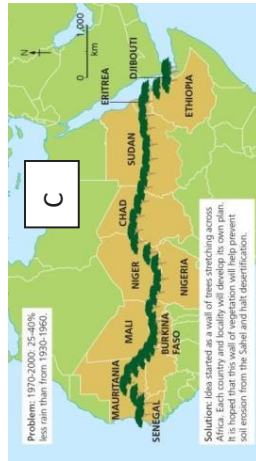 Problem: 1970-2000: 25-40%
less rain than from 1930-1960.
C
N
0
1,000
km
ERITREA
DJIBOUTI
MAURITANIA
MALI
NIGER
CHAD
SUDAN
SENEGAL
BURKINA
FASO
NIGERIA
ETHIOPIA
Solution: Idea started as a wall of trees stretching across
Africa. Each country and locality will develop its own plan.
It is hoped that this wall of vegetation will help prevent
soil erosion from the Sahel and halt desertification.